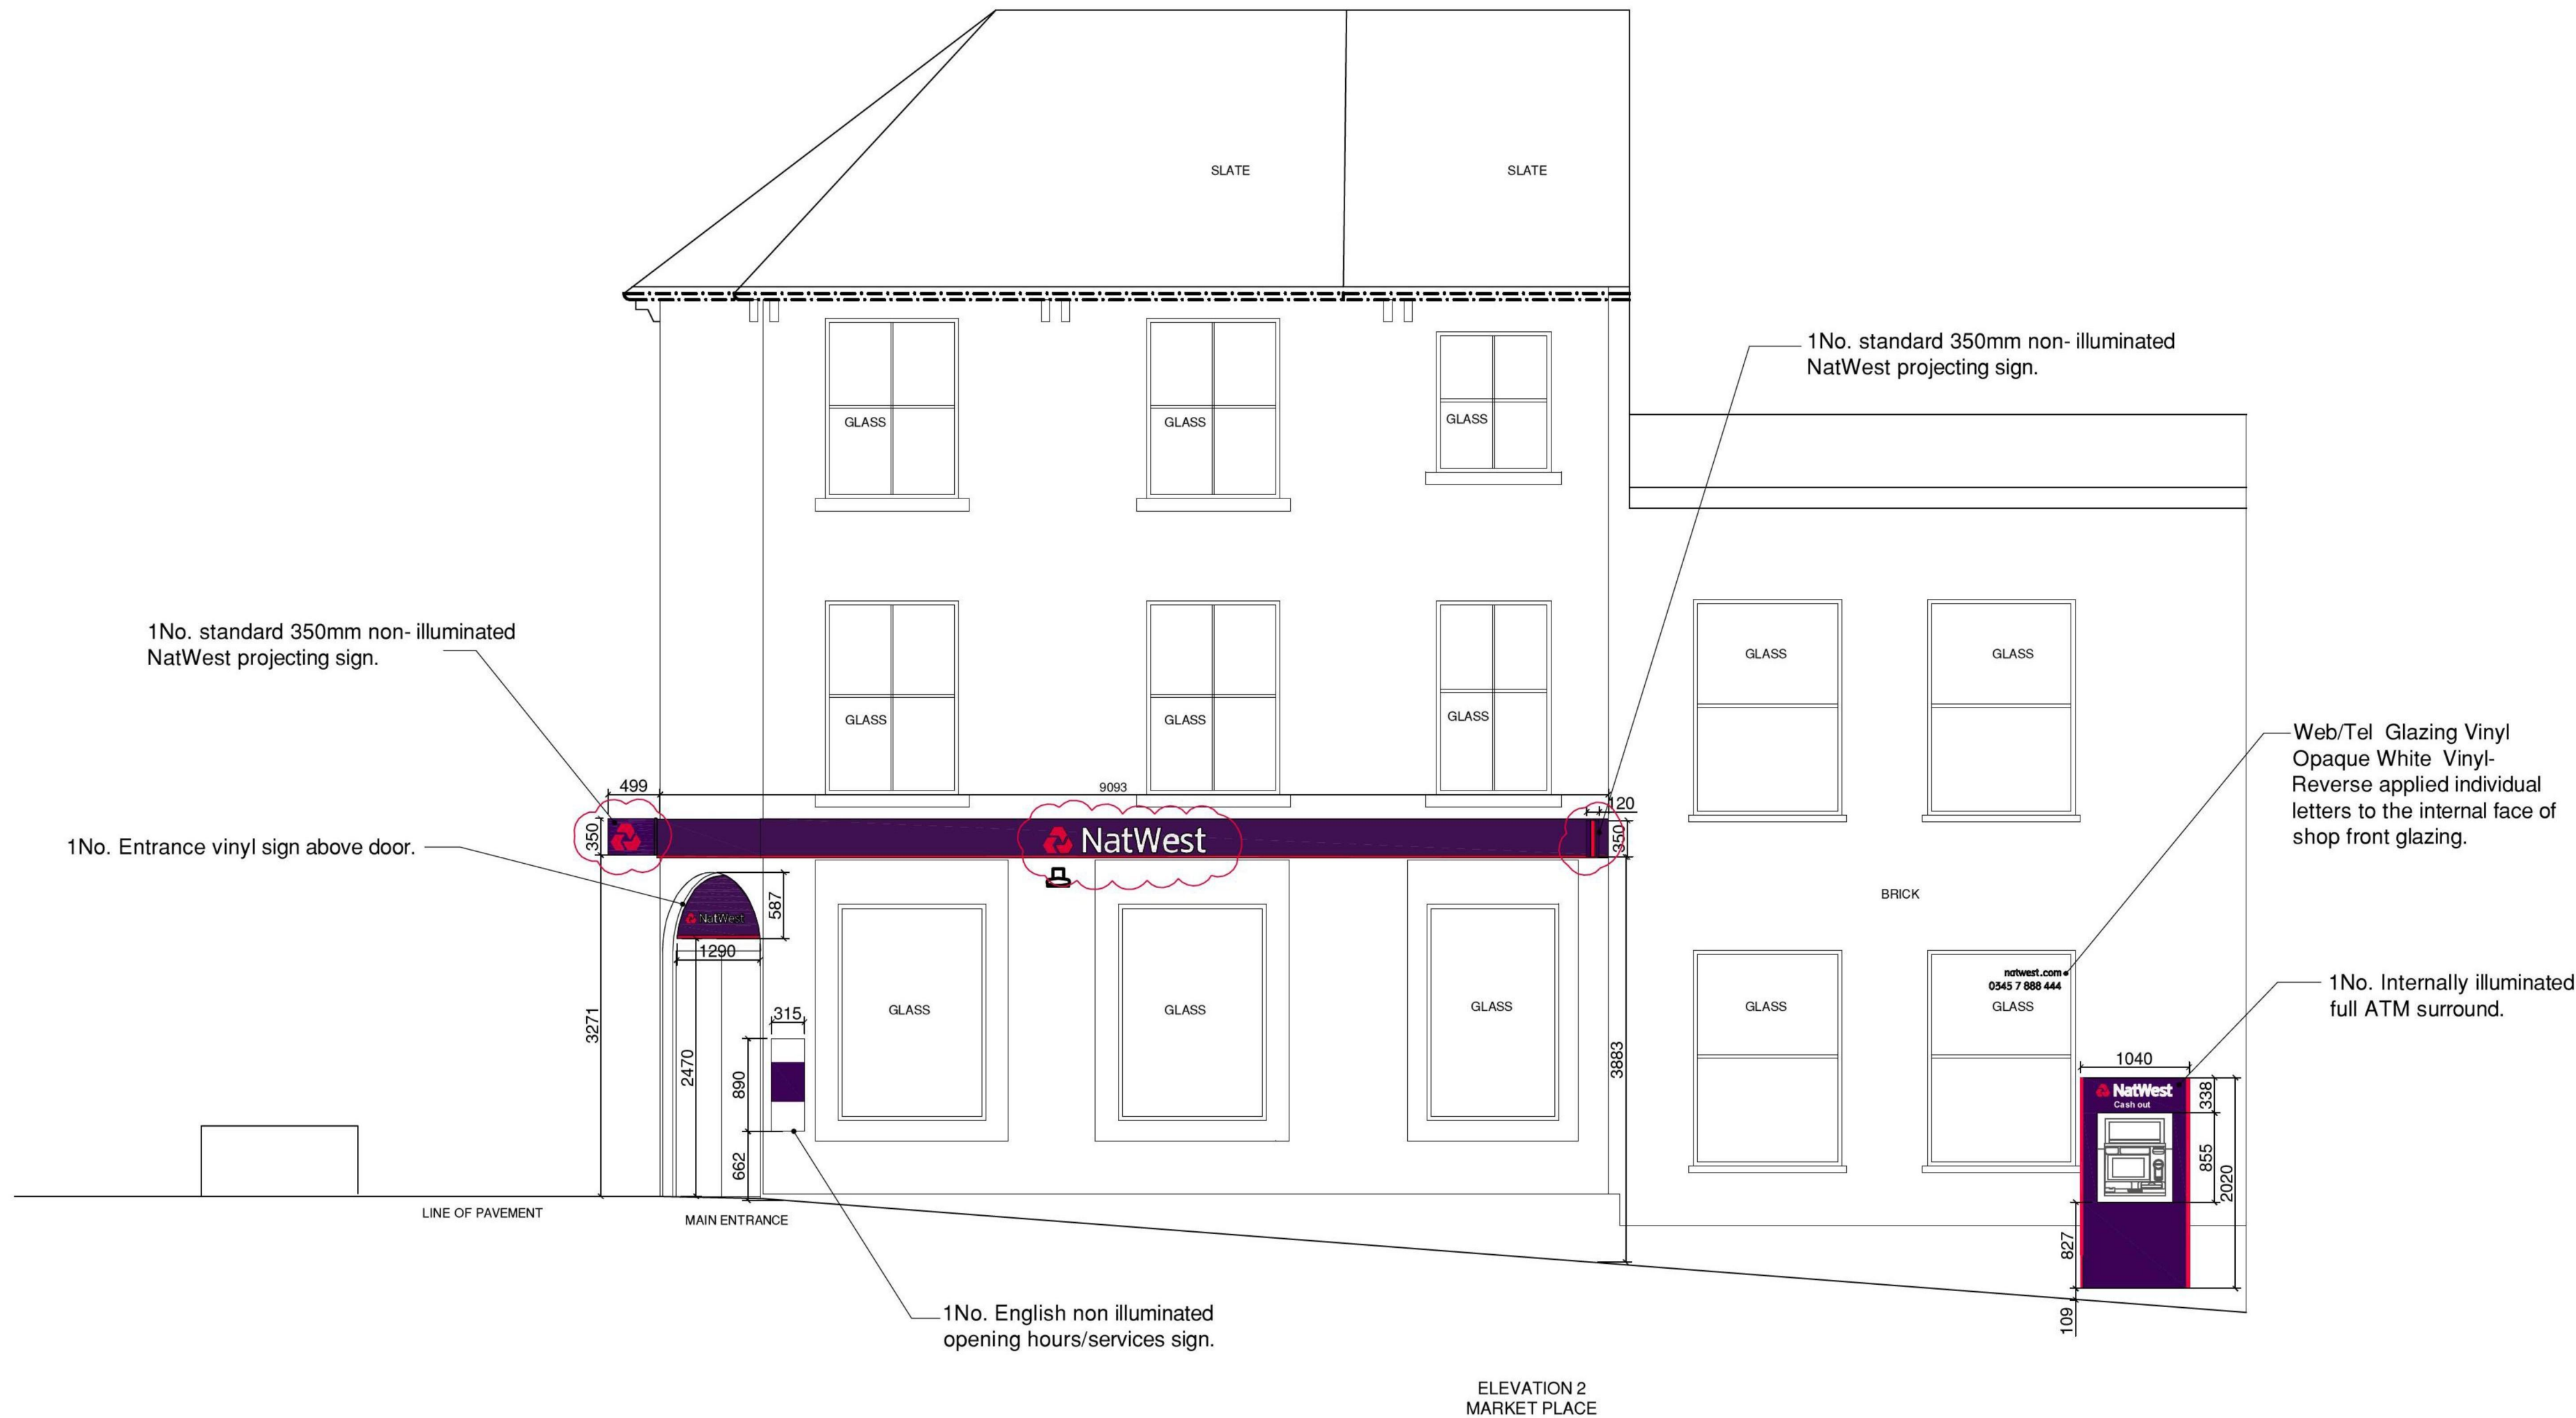 SLATE
SLATE
1No. standard 350mm non- illuminated
NatWest projecting sign.
GLASS
GLASS
GLASS
1No. standard 350mm non- illuminated
NatWest projecting sign.
GLASS
GLASS
GLASS
GLASS
GLASS
Web/Tel Glazing Vinyl
Opaque White Vinyl-
Reverse applied individual
letters to the internal face of
shop front glazing.
499
9093
120
350
NatWest
350
1No. Entrance vinyl sign above door.
NatWest
587
1290
BRICK
natwest.com
0345 7 888 444
GLASS
GLASS
GLASS
GLASS
GLASS
1No. Internally illuminated
full ATM surround.
315
3271
2470
890
662
3883
1040
NatWest
Cash out
338
855
2020
827
109
LINE OF PAVEMENT
MAIN ENTRANCE
1No. English non illuminated
opening hours/services sign.
ELEVATION 2
MARKET PLACE